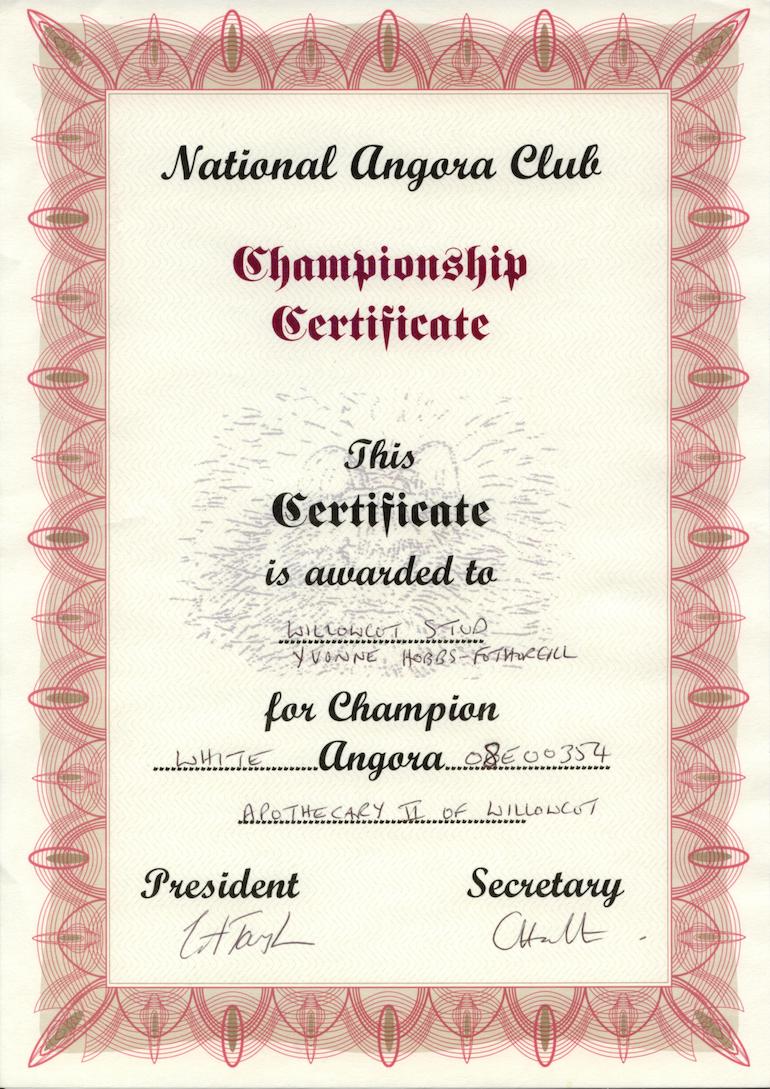 National Angora Club
Championship
Certificate
This
Certificate
is awarded to
WILLOWCOT STUD
YVONNE HOBBS-FOTHORGILL
for Champion
WHITE Angora 08E00354
APOTHECARY II OF WILLOWCOT
President Secretary